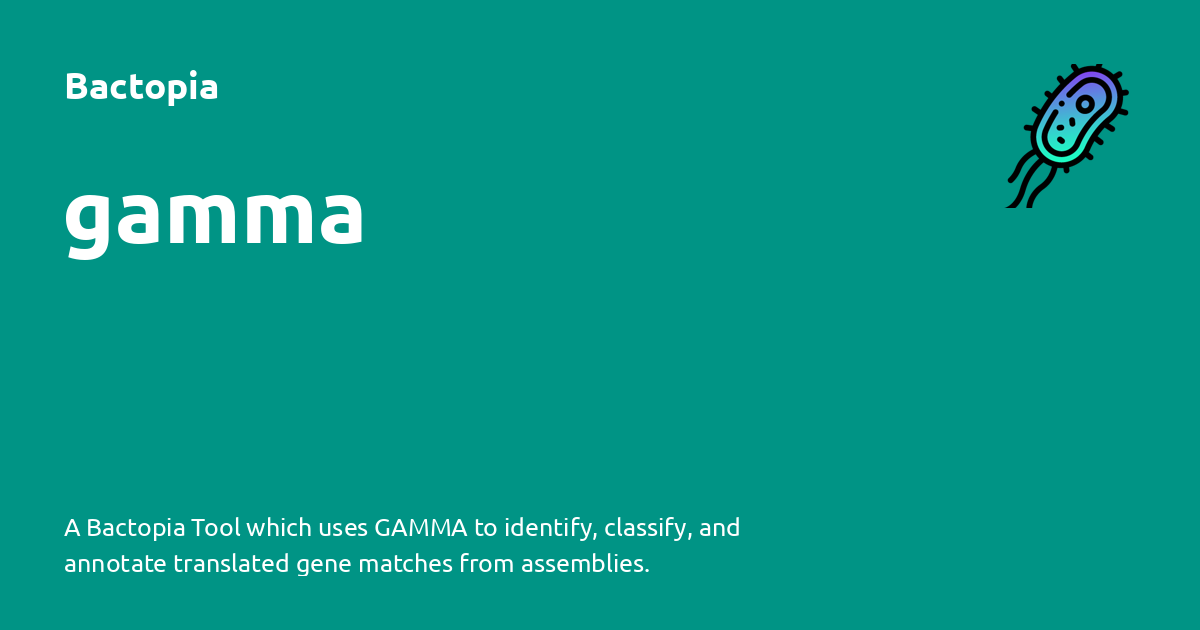 Bactopia
gamma
A Bactopia Tool which uses GAMMA to identify, classify, and
annotate translated gene matches from assemblies.